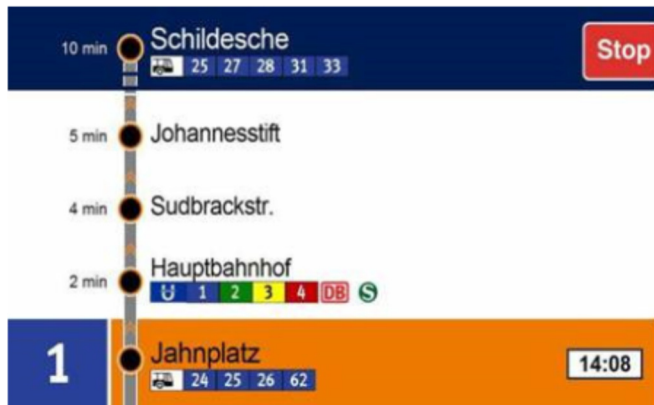 10 min Schildesche Stop
25 27 28 31 33
5 min Johannesstift
4 min Sudbrackstr.
2 min Hauptbahnhof
U 1 2 3 4 DB S
1 Jahnplatz 14:08
24 25 26 62